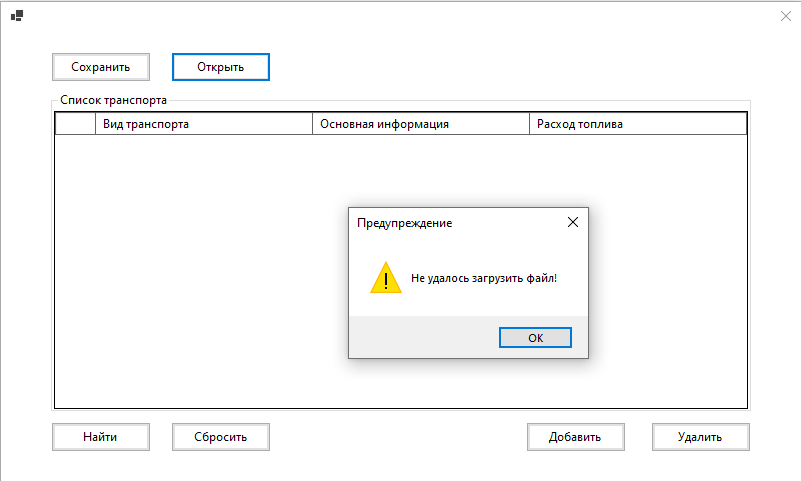 Сохранить
Открыть
Список транспорта
Вид транспорта
Основная информация
Расход топлива
Предупреждение
Не удалось загрузить файл!
ОК
Найти
Сбросить
Добавить
Удалить